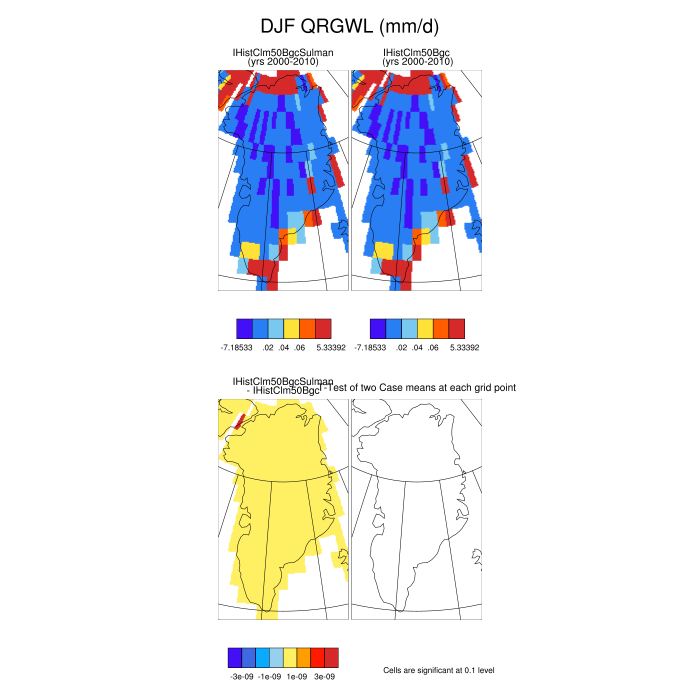 DJF QRGWL (mm/d)
IHistClm50BgcSulman
(yrs 2000-2010)
IHistClm50Bgc
(yrs 2000-2010)
-7.18533 .02 .04 .06 5.33392
-7.18533 .02 .04 .06 5.33392
IHistClm50BgcSulman
- IHistClm50Bgc
T-Test of two Case means at each grid point
-3e-09 -1e-09 1e-09 3e-09
Cells are significant at 0.1 level